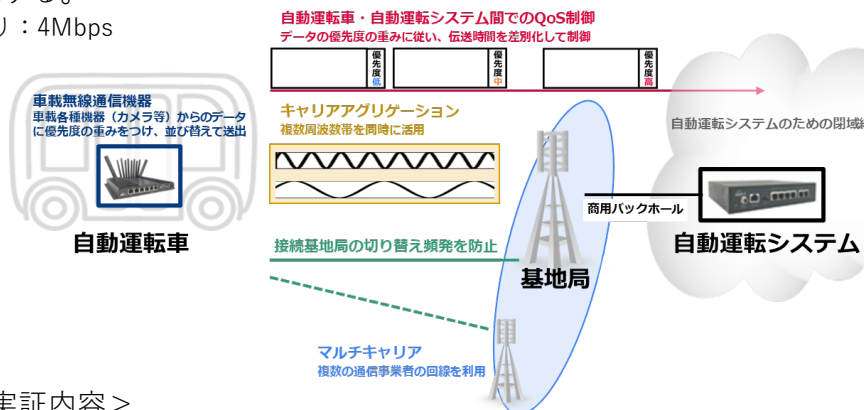 する。
り：4Mbps
自動運転車・自動運転システム間でのQoS制御
データの優先度の重みに従い、伝送時間を差別化して制御
優先度低
優先度中
優先度高
車載無線通信機器
車載各種機器（カメラ等）からのデータ
に優先度の重みをつけ、並び替えて送出
キャリアアグリゲーション
複数周波数帯を同時に活用
自動運転システムのための閉域
商用バックホール
自動運転車
接続基地局の切り替え頻発を防止
基地局
自動運転システム
マルチキャリア
複数の通信事業者の回線を利用
実証内容＞